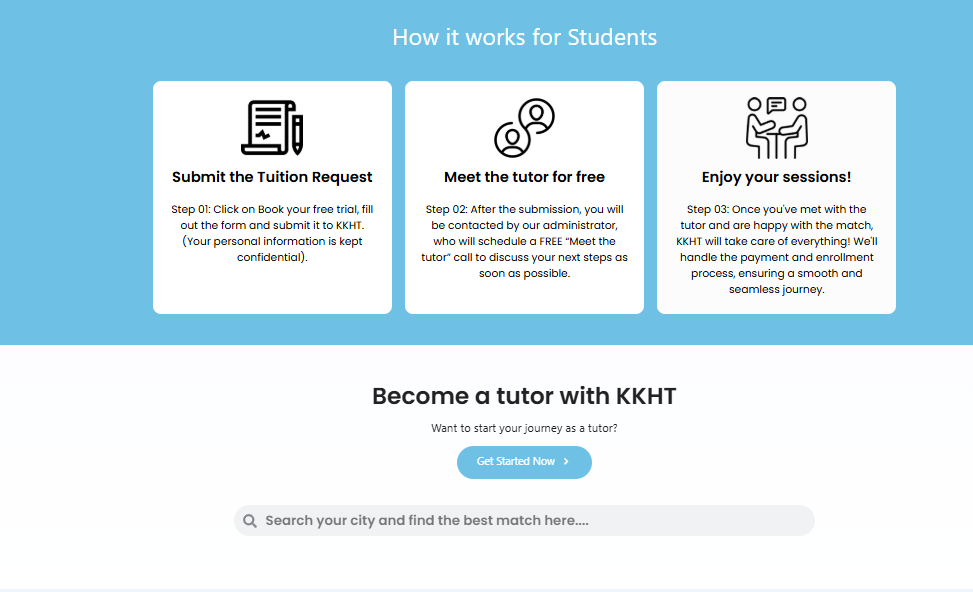 How it works for Students
Submit the Tuition Request
Step 01: Click on Book your free trial, fill
out the form and submit it to KKHT.
(Your personal information is kept
confidential).
Meet the tutor for free
Step 02: After the submission, you will
be contacted by our administrator,
who will schedule a FREE “Meet the
tutor” call to discuss your next steps as
soon as possible.
Enjoy your sessions!
Step 03: Once you've met with the
tutor and are happy with the match,
KKHT will take care of everything! We'll
handle the payment and enrollment
process, ensuring a smooth and
seamless journey.
Become a tutor with KKHT
Want to start your journey as a tutor?
Get Started Now
Search your city and find the best match here....